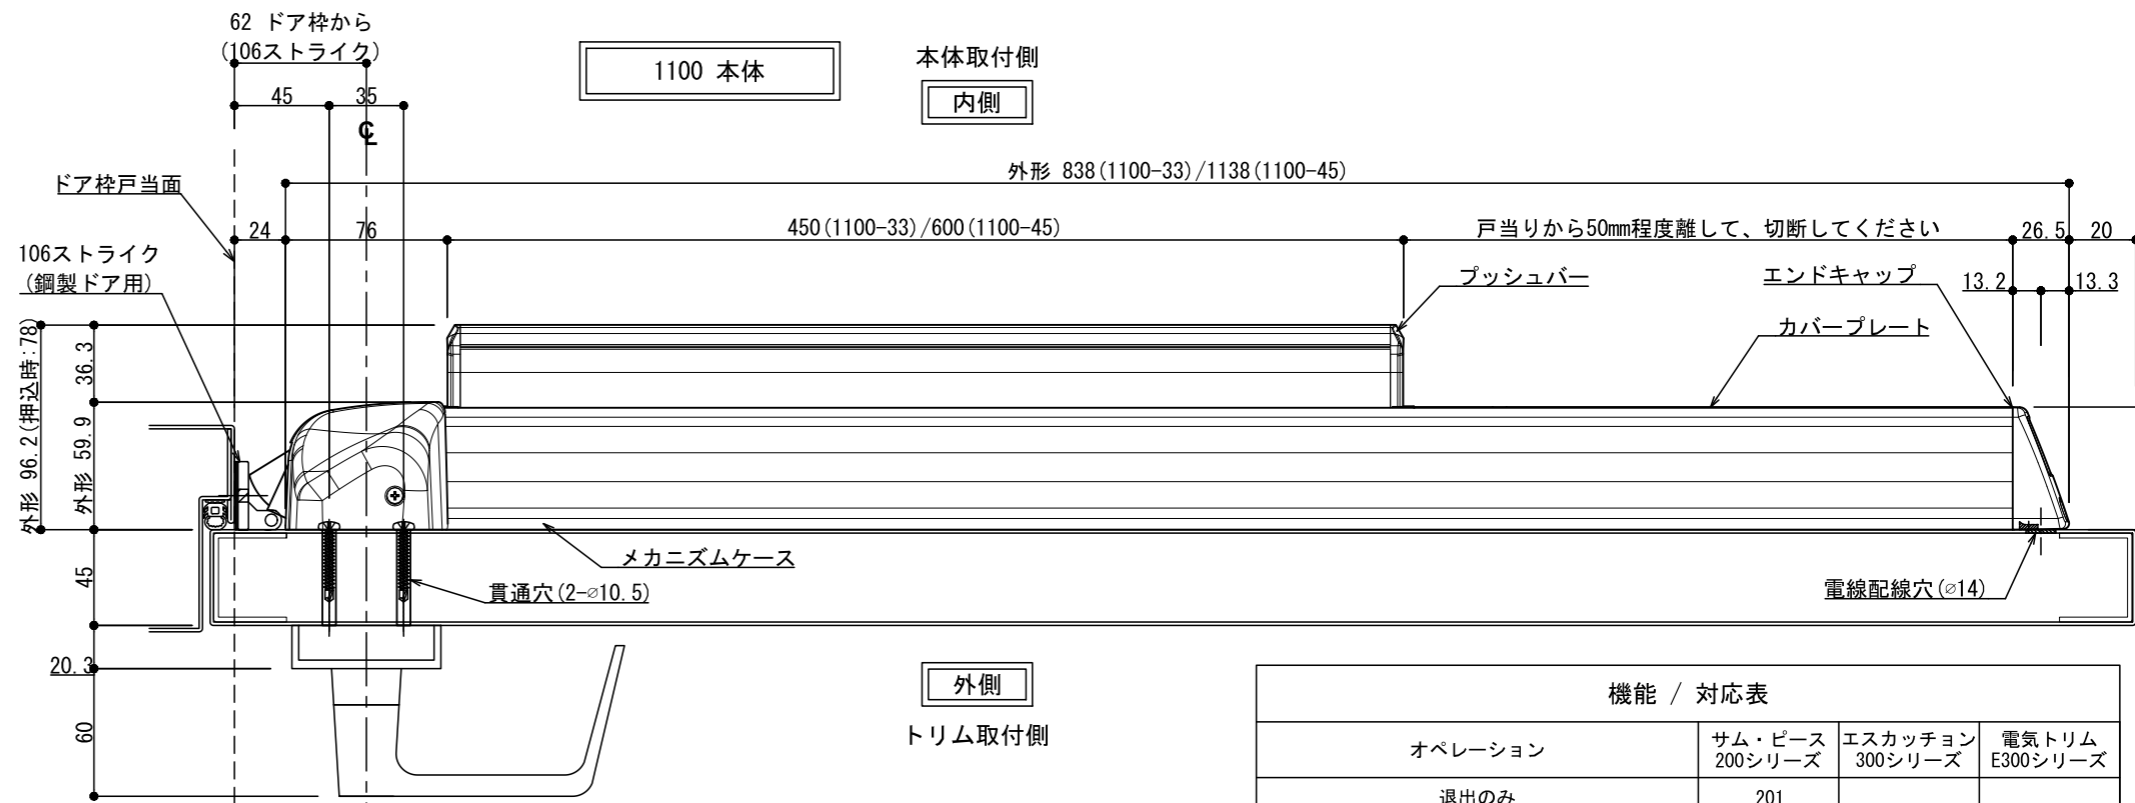 62 ドア枠から
(106ストライク)
1100 本体
本体取付側
内側
45
35
℄
外形 838(1100-33)/1138(1100-45)
ドア枠戸当面
24
76
450(1100-33)/600(1100-45)
戸当りから50mm程度離して、切断してください
26.5
20
106ストライク
(鋼製ドア用)
プッシュバー
エンドキャップ
13.2
13.3
カバープレート
外形 96.2(押込時:78)
36.3
外形 59.9
メカニズムケース
45
貫通穴(2-⌀10.5)
電線配線穴(⌀14)
20.3
60
外側
トリム取付側
機能 / 対応表
オペレーション
サム・ピース
200シリーズ
エスカッチョン
300シリーズ
電気トリム
E300シリーズ
退出のみ
201